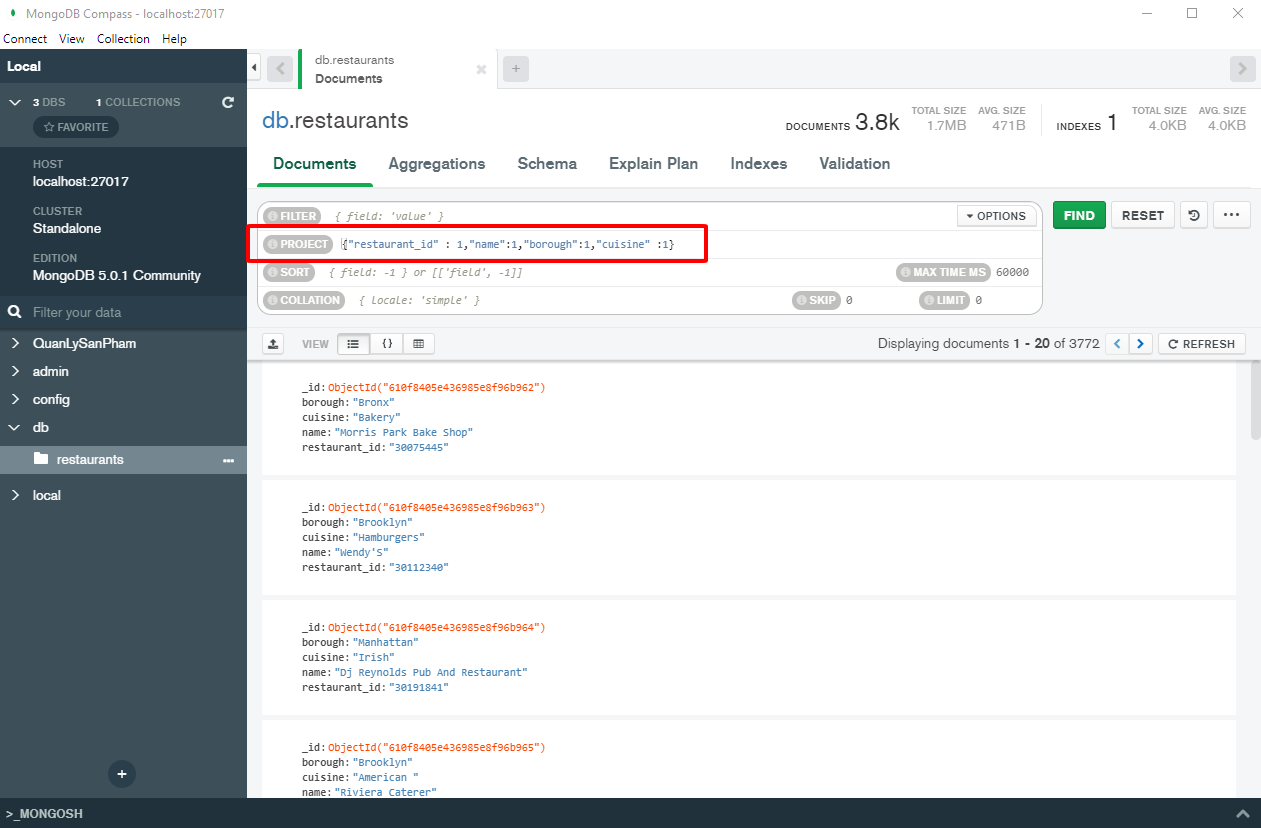 MongoDB Compass - localhost:27017
Connect View Collection Help
Local
3 DBS 1 COLLECTIONS
FAVORITE
HOST
localhost:27017
CLUSTER
Standalone
EDITION
MongoDB 5.0.1 Community
Filter your data
QuanLySanPham
admin
config
db
restaurants
local
db.restaurants
Documents
db.restaurants
DOCUMENTS 3.8k
TOTAL SIZE
1.7MB
AVG. SIZE
471B
INDEXES 1
TOTAL SIZE
4.0KB
AVG. SIZE
4.0KB
Documents Aggregations Schema Explain Plan Indexes Validation
FILTER { field: 'value' } OPTIONS FIND RESET
PROJECT {"restaurant_id" : 1,"name":1,"borough":1,"cuisine" :1}
SORT { field: -1 } or [['field', -1]] MAX TIME MS 60000
COLLATION { locale: 'simple' } SKIP 0 LIMIT 0
VIEW {} Displaying documents 1 - 20 of 3772 < > REFRESH
_id:ObjectId("610f8405e436985e8f96b962")
borough:"Bronx"
cuisine:"Bakery"
name:"Morris Park Bake Shop"
restaurant_id:"30075445"
_id:ObjectId("610f8405e436985e8f96b963")
borough:"Brooklyn"
cuisine:"Hamburgers"
name:"Wendy'S"
restaurant_id:"30112340"
_id:ObjectId("610f8405e436985e8f96b964")
borough:"Manhattan"
cuisine:"Irish"
name:"Dj Reynolds Pub And Restaurant"
restaurant_id:"30191841"
_id:ObjectId("610f8405e436985e8f96b965")
borough:"Brooklyn"
cuisine:"American "
name:"Riviera Caterer"
>_MONGOSH